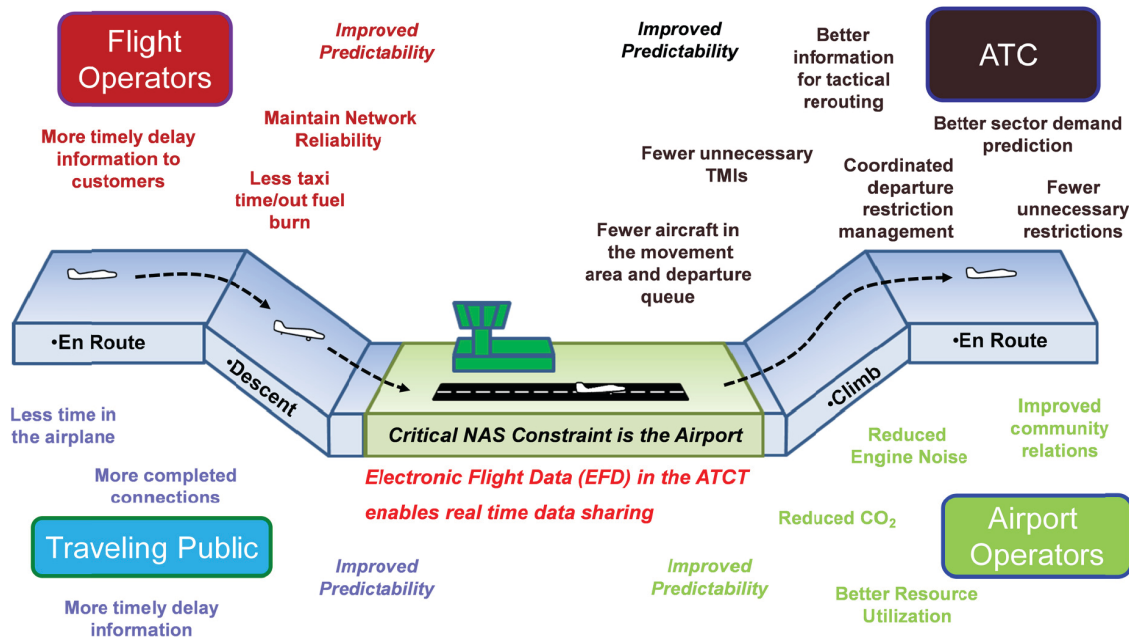 Flight
Operators
Improved
Predictability
Maintain Network
Reliability
More timely delay
information to
customers
Less taxi
time/out fuel
burn
Improved
Predictability
Better
information
for tactical
rerouting
ATC
Better sector demand
prediction
Fewer unnecessary
TMIs
Coordinated
departure
restriction
management
Fewer
unnecessary
restrictions
Fewer aircraft in
the movement
area and departure
queue
•En Route
•Descent
Critical NAS Constraint is the Airport
•Climb
•En Route
Electronic Flight Data (EFD) in the ATCT
enables real time data sharing
Less time in
the airplane
More completed
connections
Traveling Public
More timely delay
information
Improved
Predictability
Improved
Predictability
Reduced
Engine Noise
Improved
community
relations
Reduced CO₂
Airport
Operators
Better Resource
Utilization